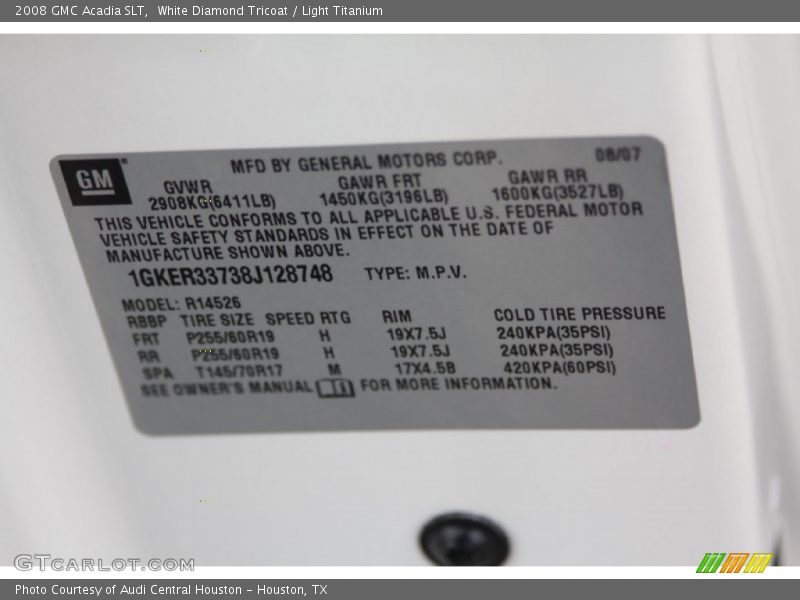 2008 GMC Acadia SLT,  White Diamond Tricoat / Light Titanium
GM
MFD BY GENERAL MOTORS CORP. 08/07
GVWR GAWR FRT GAWR RR
2908KG(6411LB) 1450KG(3196LB) 1600KG(3527LB)
THIS VEHICLE CONFORMS TO ALL APPLICABLE U.S. FEDERAL MOTOR
VEHICLE SAFETY STANDARDS IN EFFECT ON THE DATE OF
MANUFACTURE SHOWN ABOVE.
1GKER33738J128748 TYPE: M.P.V.
MODEL: R14526
RBBP TIRE SIZE SPEED RTG RIM COLD TIRE PRESSURE
FRT P255/60R19 H 19X7.5J 240KPA(35PSI)
RR P255/60R19 H 19X7.5J 240KPA(35PSI)
SPA T145/70R17 M 17X4.5B 420KPA(60PSI)
SEE OWNER'S MANUAL FOR MORE INFORMATION.
GTCARLOT.COM
Photo Courtesy of Audi Central Houston - Houston, TX